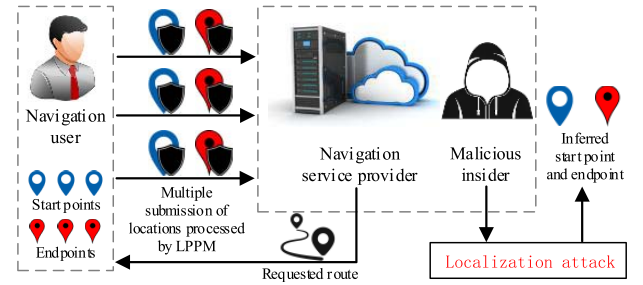 Navigation
user
Start points
Endpoints
Multiple
submission of
locations processed
by LPPM
Navigation
service provider
Malicious
insider
Inferred
start point
and endpoint
Requested route
Localization attack